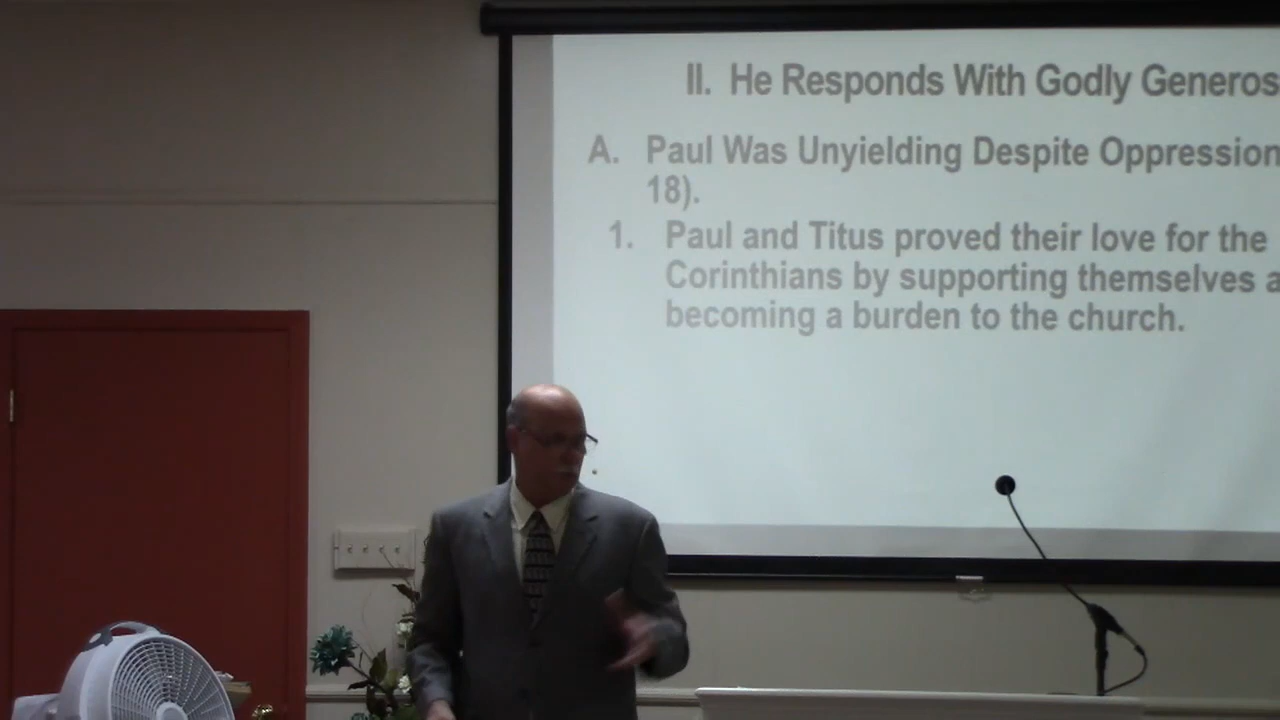 II. He Responds With Godly Generos
A. Paul Was Unyielding Despite Oppression
18).
1. Paul and Titus proved their love for the
Corinthians by supporting themselves a
becoming a burden to the church.